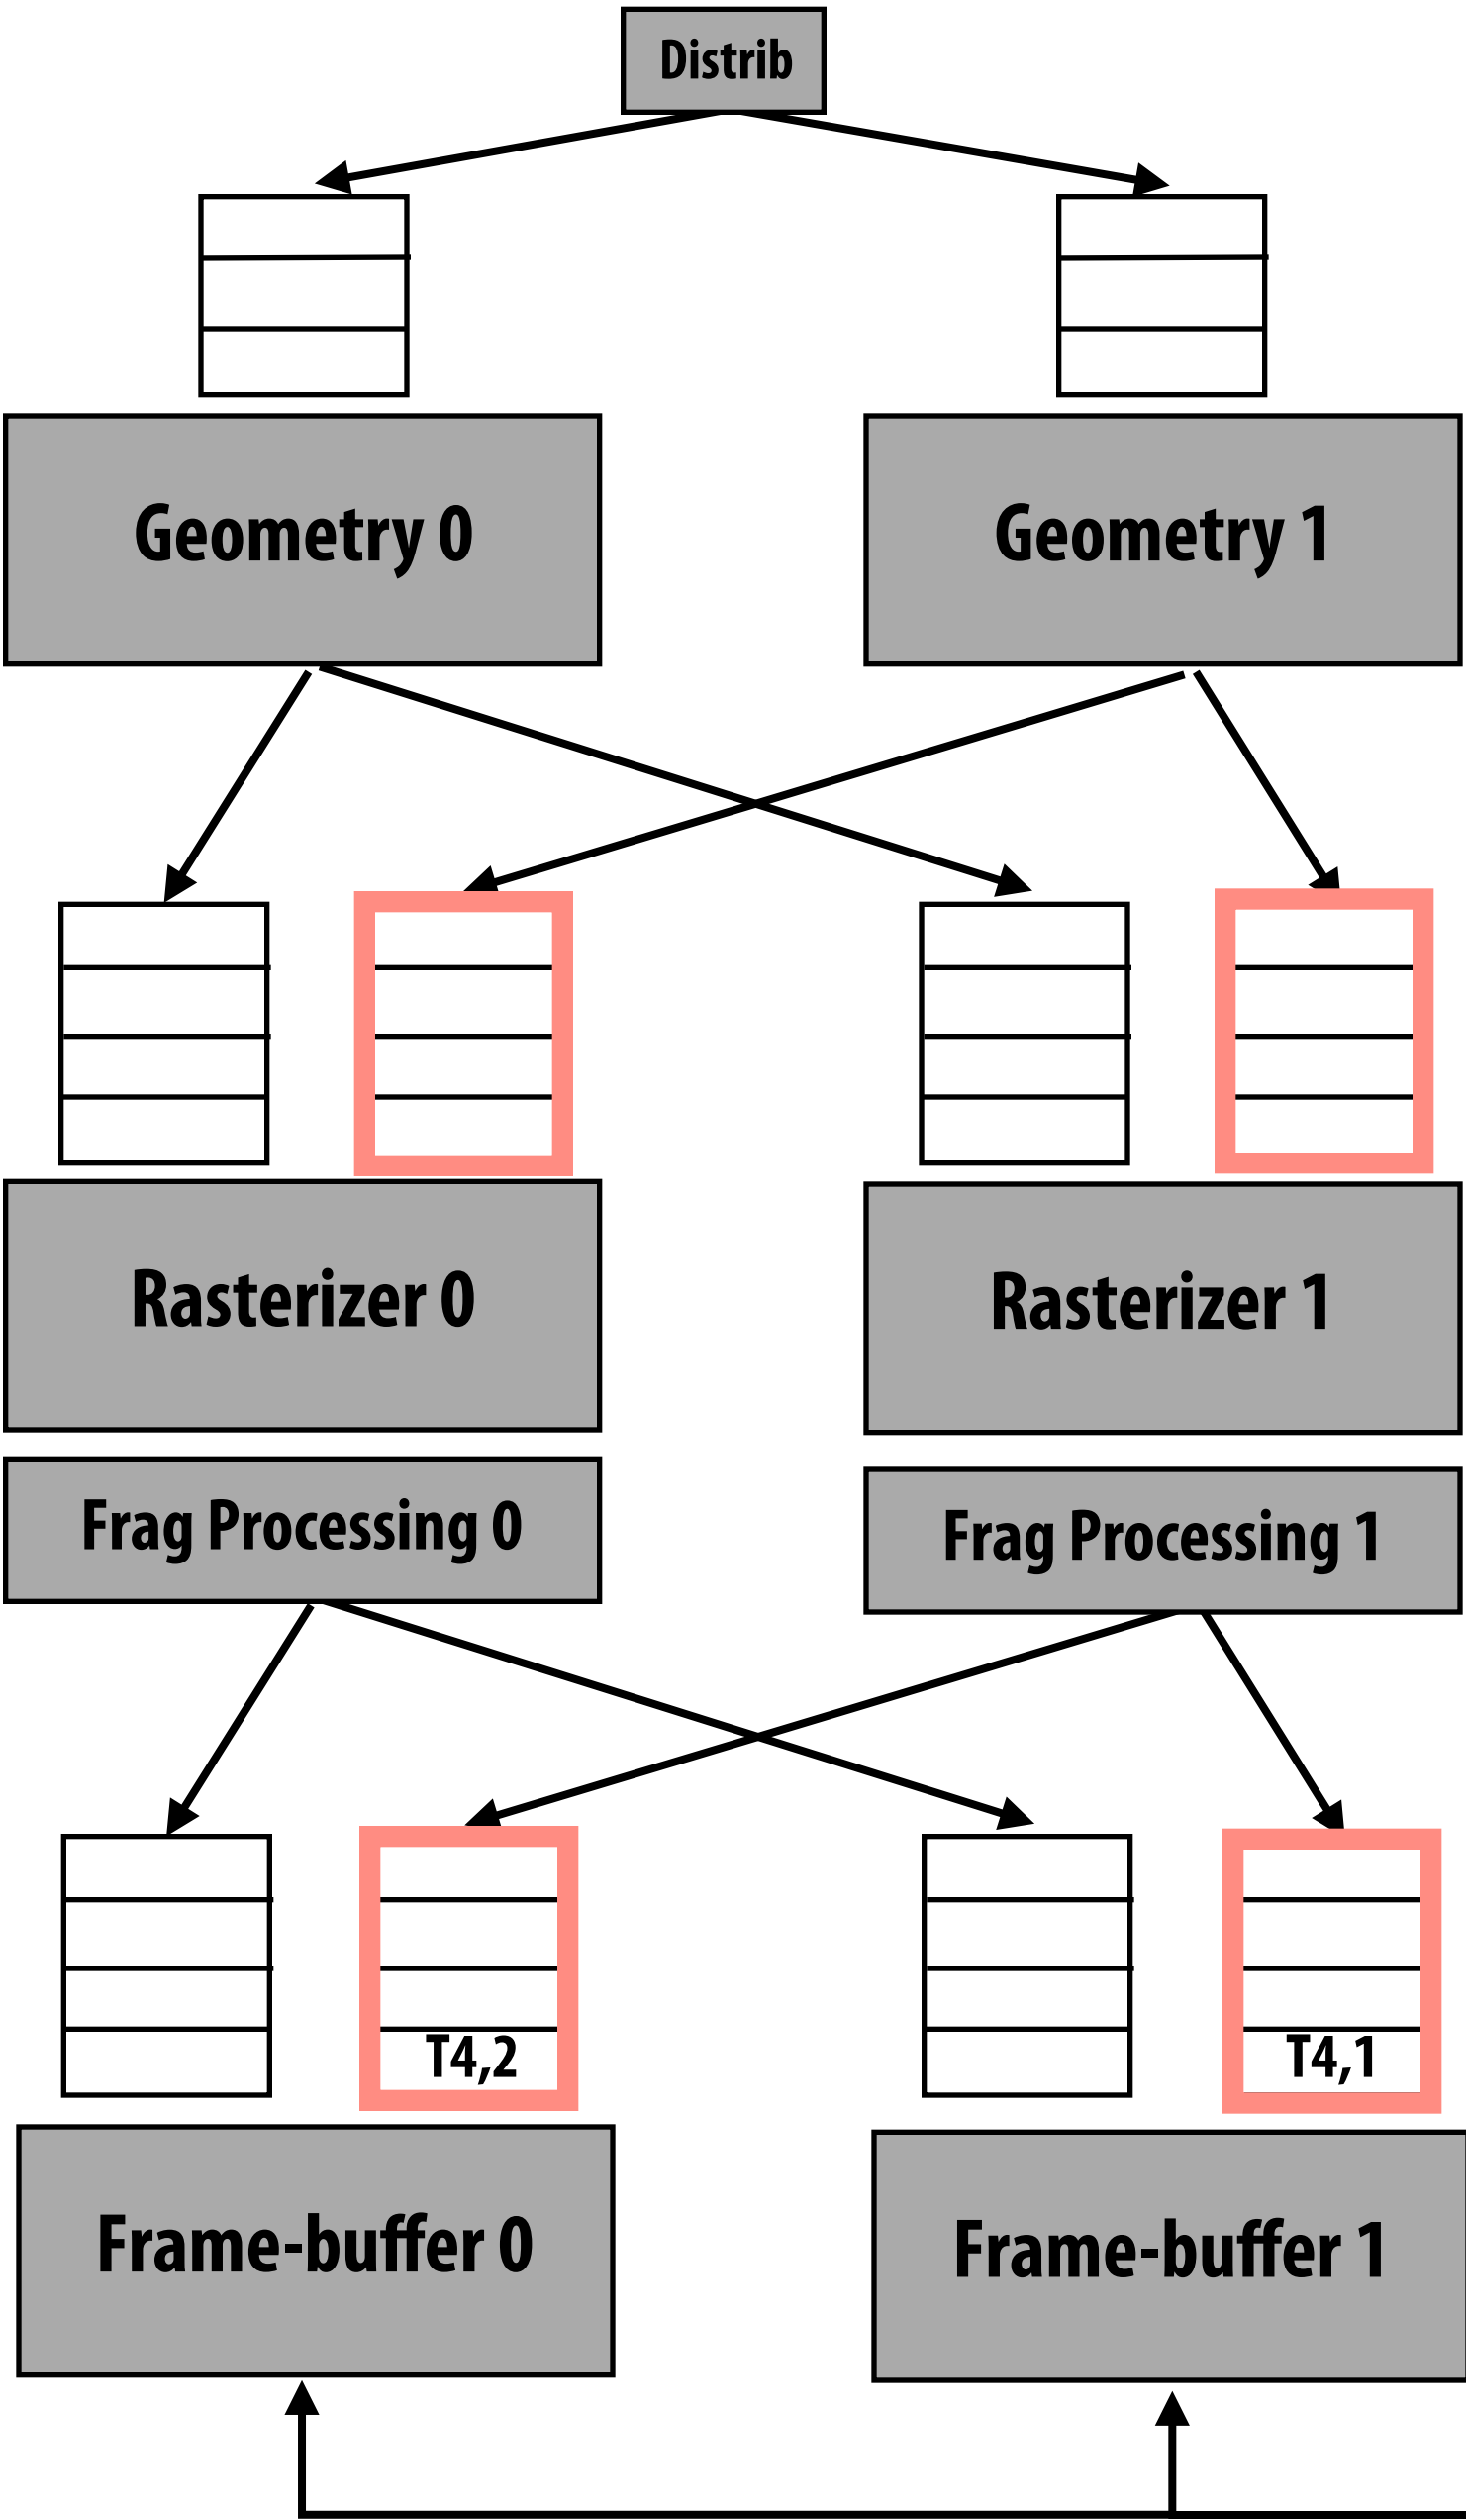 Distrib
Geometry 0
Geometry 1
Rasterizer 0
Rasterizer 1
Frag Processing 0
Frag Processing 1
T4,2
T4,1
Frame-buffer 0
Frame-buffer 1